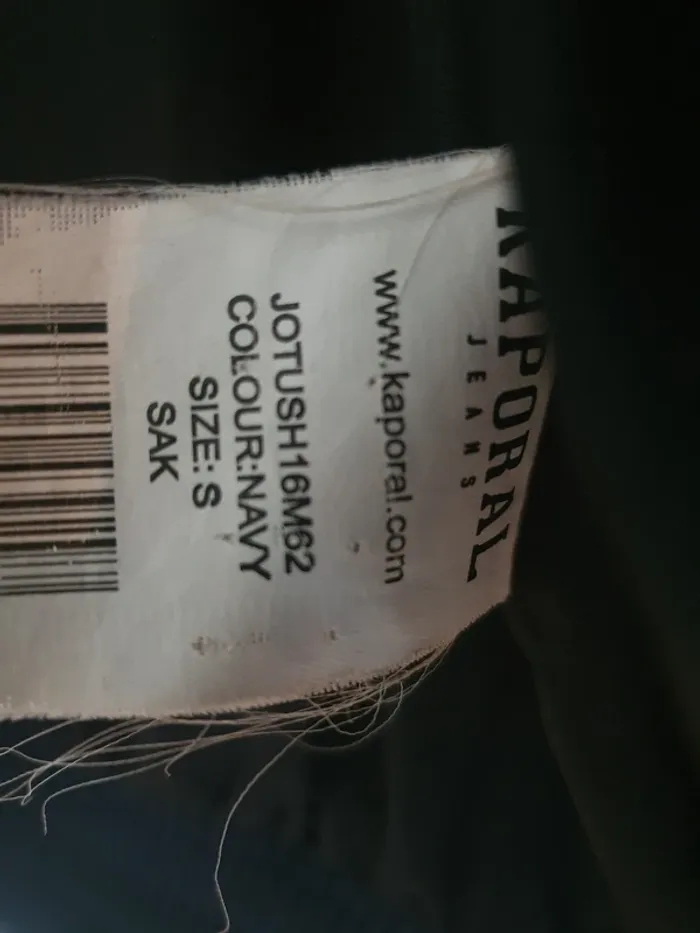 KAPORAL
JEANS
www.kaporal.com
JOTUSH16M62
COLOUR:NAVY
SIZE: S
SAK